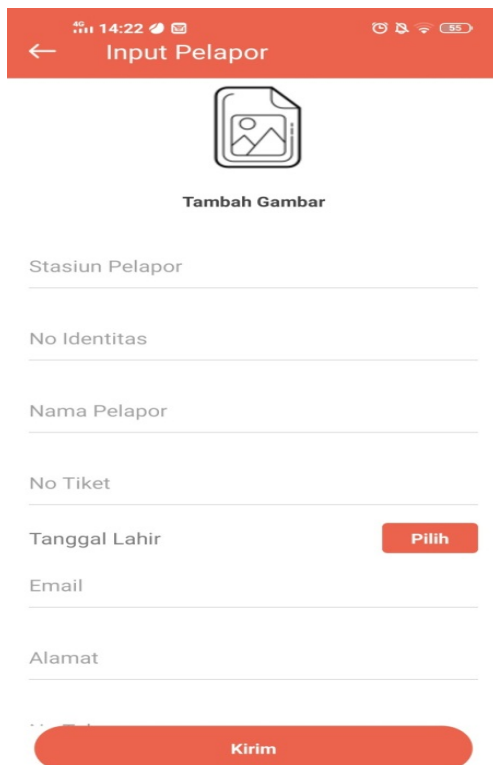 4G 14:22 55
Input Pelapor
Tambah Gambar
Stasiun Pelapor
No Identitas
Nama Pelapor
No Tiket
Tanggal Lahir Pilih
Email
Alamat
Kirim